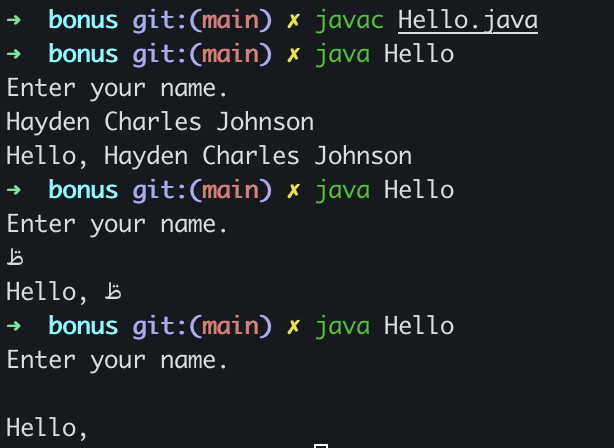 ➜  bonus git:(main) ✗ javac Hello.java
➜  bonus git:(main) ✗ java Hello
Enter your name.
Hayden Charles Johnson
Hello, Hayden Charles Johnson
➜  bonus git:(main) ✗ java Hello
Enter your name.
ظ
Hello, ظ
➜  bonus git:(main) ✗ java Hello
Enter your name.

Hello,